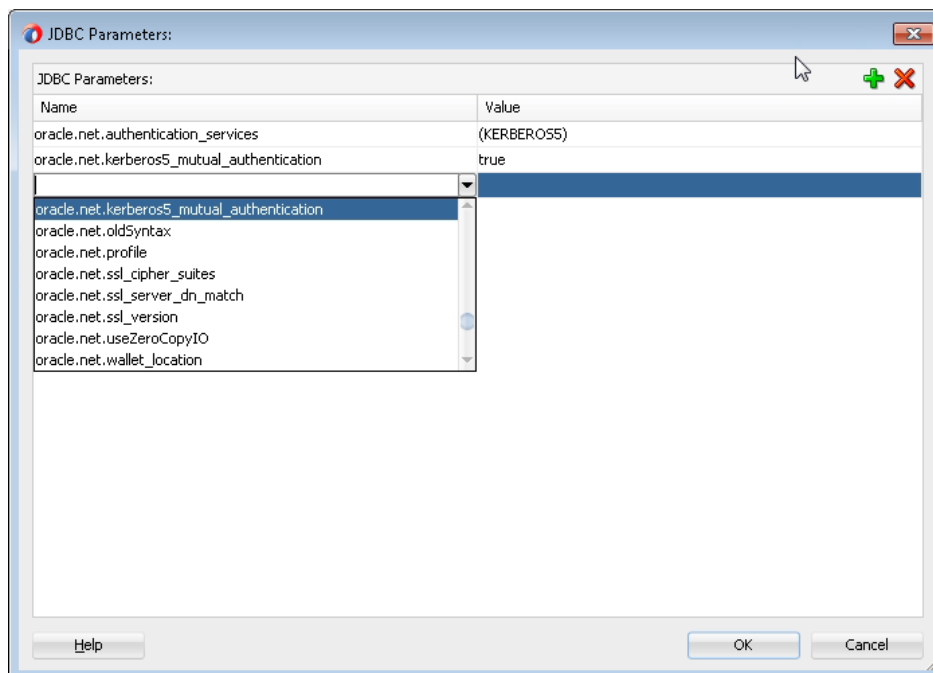 JDBC Parameters:
JDBC Parameters:
Name Value
oracle.net.authentication_services (KERBEROS5)
oracle.net.kerberos5_mutual_authentication true
oracle.net.kerberos5_mutual_authentication
oracle.net.oldSyntax
oracle.net.profile
oracle.net.ssl_cipher_suites
oracle.net.ssl_server_dn_match
oracle.net.ssl_version
oracle.net.useZeroCopyIO
oracle.net.wallet_location
Help OK Cancel